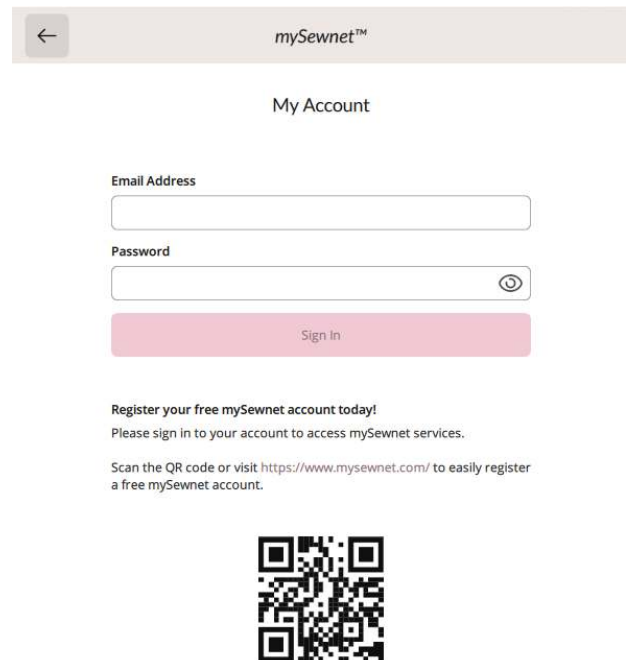 mySewnet™
My Account
Email Address
Password
Sign In
Register your free mySewnet account today!
Please sign in to your account to access mySewnet services.
Scan the QR code or visit https://www.mysewnet.com/ to easily register
a free mySewnet account.